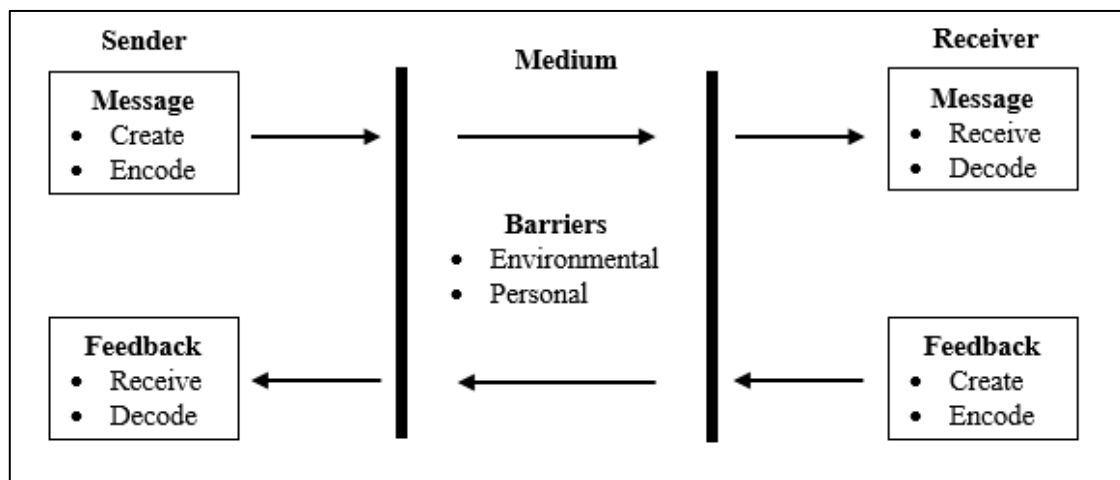 Sender
Medium
Receiver
Message
• Create
• Encode
Message
• Receive
• Decode
Barriers
• Environmental
• Personal
Feedback
• Receive
• Decode
Feedback
• Create
• Encode